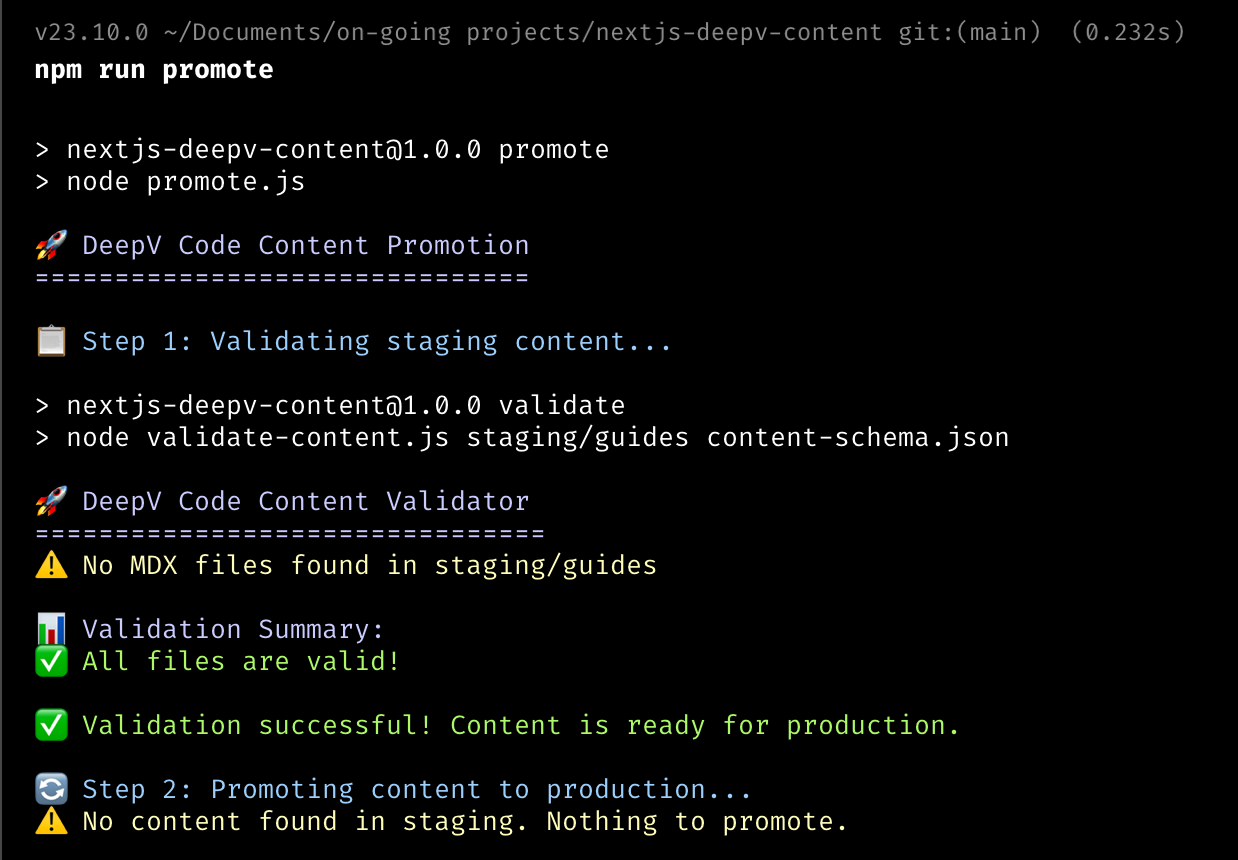 v23.10.0 ~/Documents/on-going projects/nextjs-deepv-content git:(main) (0.232s)
npm run promote
> nextjs-deepv-content@1.0.0 promote
> node promote.js
🚀 DeepV Code Content Promotion
===============================
📋 Step 1: Validating staging content...
> nextjs-deepv-content@1.0.0 validate
> node validate-content.js staging/guides content-schema.json
🚀 DeepV Code Content Validator
================================
⚠️ No MDX files found in staging/guides
📊 Validation Summary:
✅ All files are valid!
✅ Validation successful! Content is ready for production.
🔄 Step 2: Promoting content to production...
⚠️ No content found in staging. Nothing to promote.